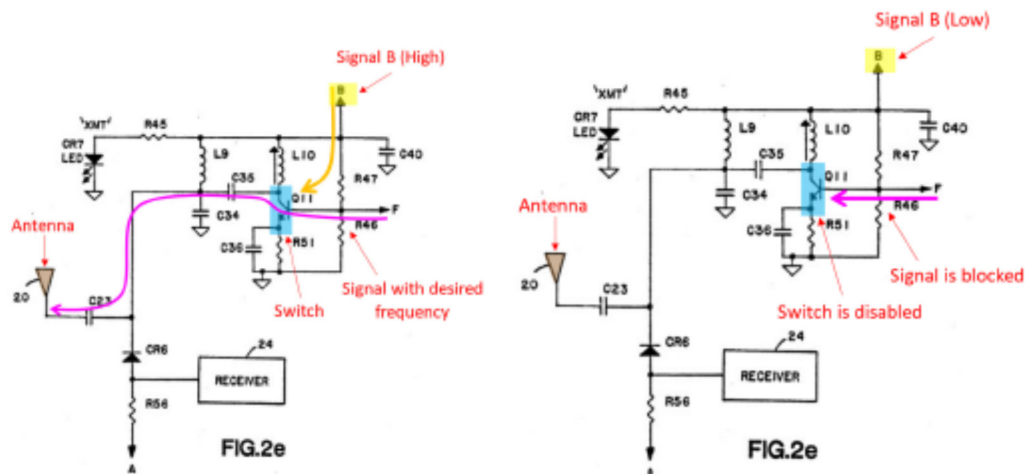 Signal B (High)
B
'XMT'
R45
CR7
LED
L9
L10
C40
C35
R47
Q11
F
C34
R46
Antenna
C36
R51
20
C23
Switch
Signal with desired
frequency
CR6
24
RECEIVER
R56
FIG.2e
A
Signal B (Low)
B
'XMT'
R45
CR7
LED
L9
L10
C40
C35
R47
Q11
F
C34
R46
Antenna
C36
R51
Signal is blocked
20
C23
Switch is disabled
CR6
24
RECEIVER
R56
FIG.2e
A